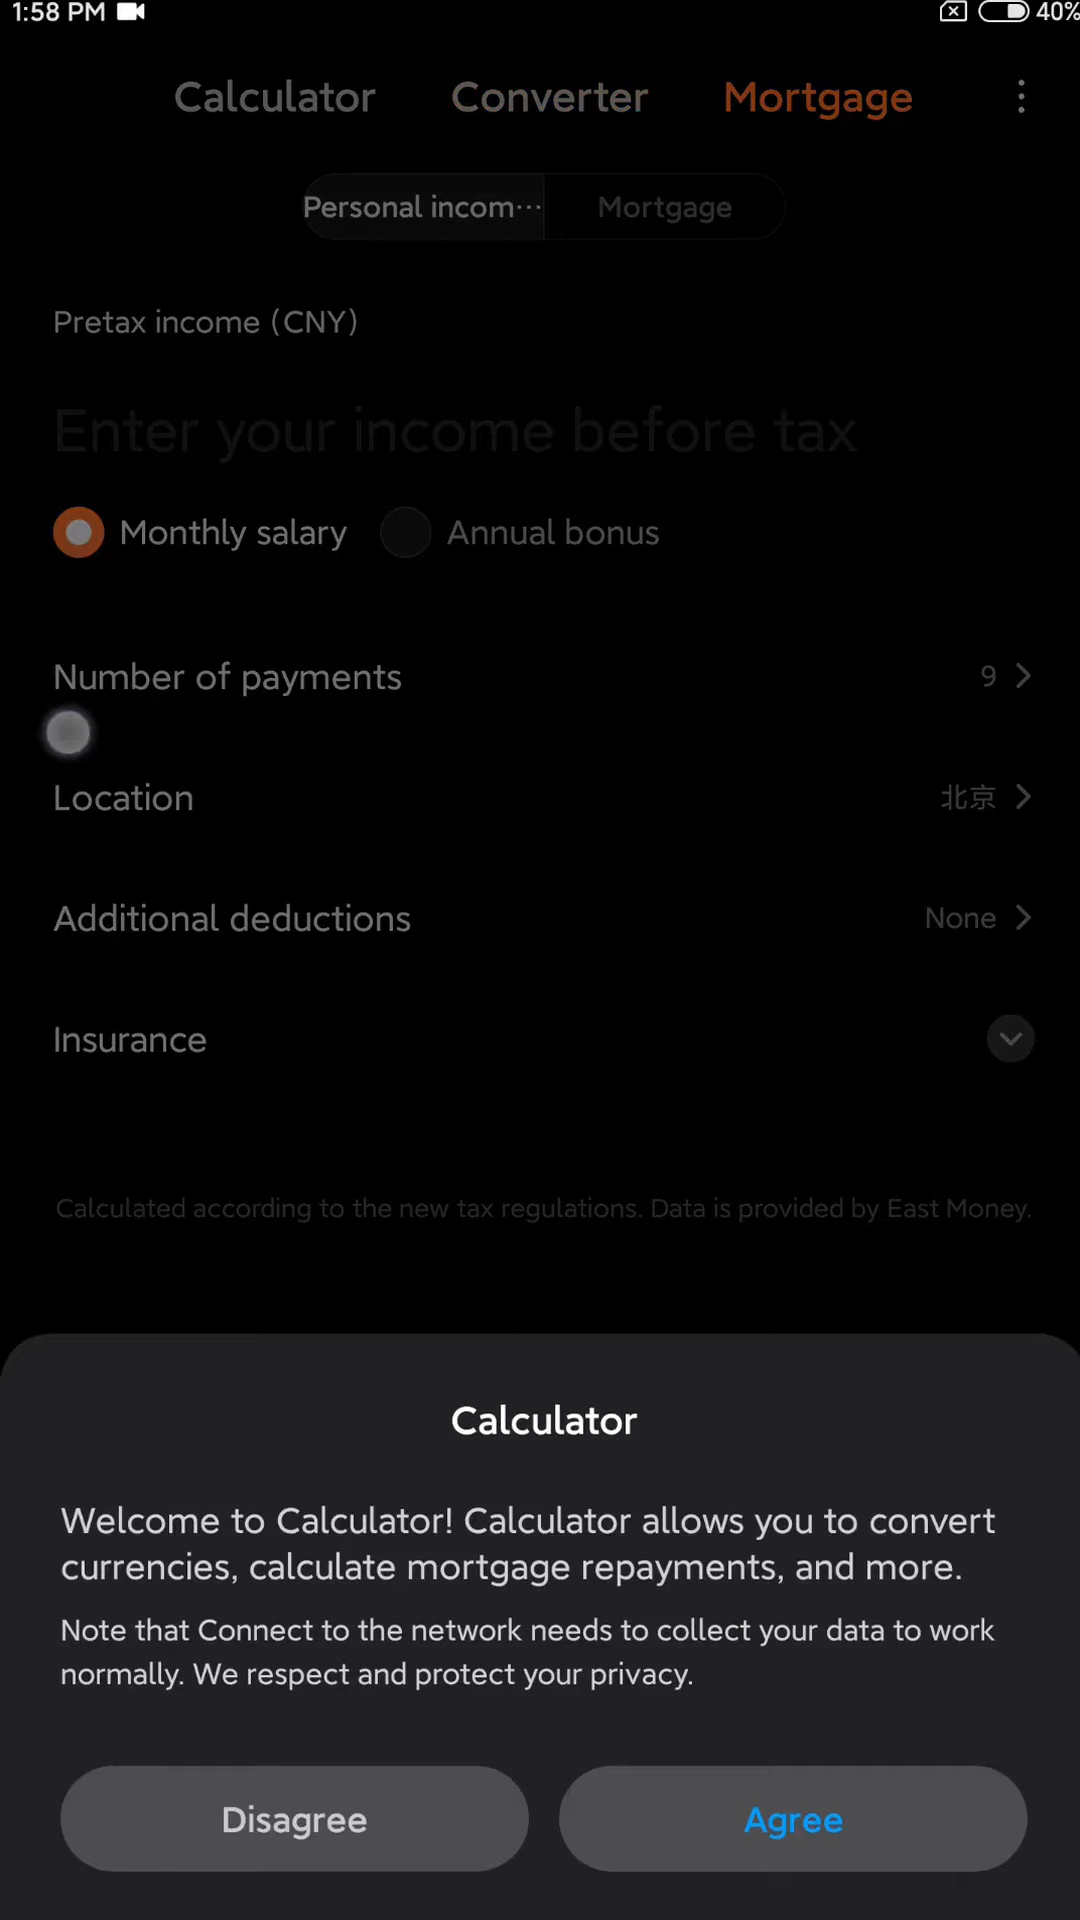 1:58 PM 40%
Calculator Converter Mortgage
Personal incom··· Mortgage
Pretax income (CNY)
Enter your income before tax
Monthly salary Annual bonus
Number of payments 9
Location 北京
Additional deductions None
Insurance
Calculated according to the new tax regulations. Data is provided by East Money.
Calculator
Welcome to Calculator! Calculator allows you to convert
currencies, calculate mortgage repayments, and more.
Note that Connect to the network needs to collect your data to work
normally. We respect and protect your privacy.
Disagree Agree